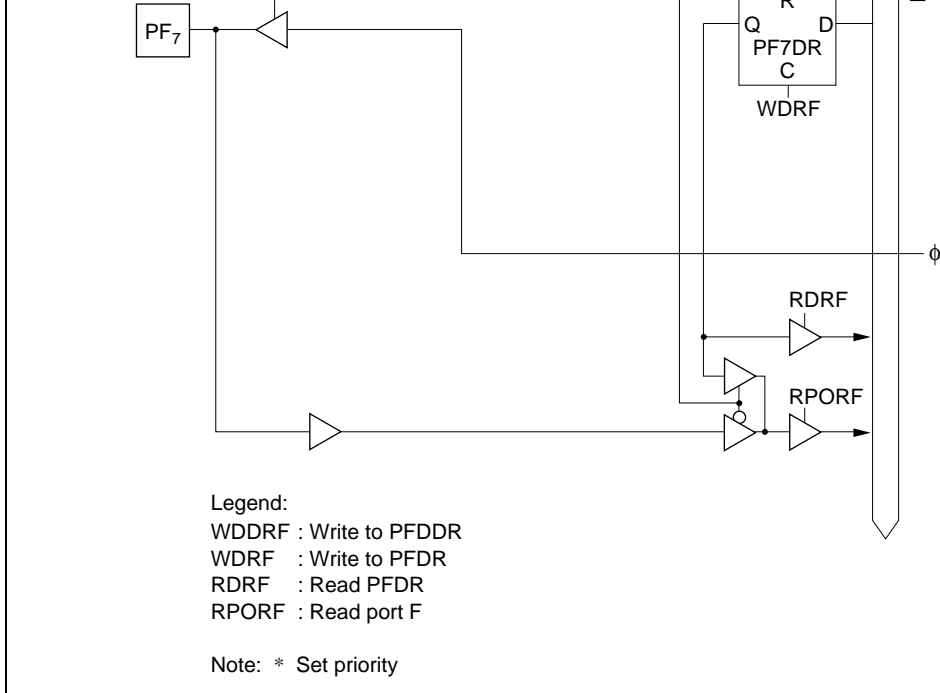 R
PF7
Q D
PF7DR
C
WDRF
ϕ
RDRF
RPORF
Legend:
WDDRF : Write to PFDDR
WDRF : Write to PFDR
RDRF : Read PFDR
RPORF : Read port F
Note: * Set priority